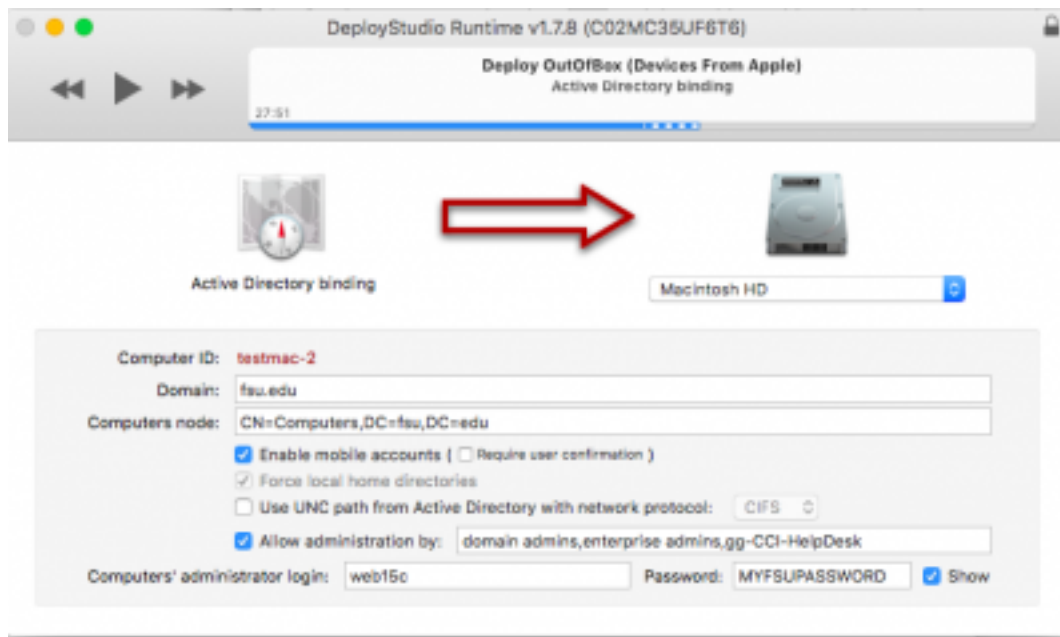 DeployStudio Runtime v1.7.8 (C02MC35UF6T6)
Deploy OutOfBox (Devices From Apple)
Active Directory binding
27:51
Active Directory binding
Macintosh HD
Computer ID: testmac-2
Domain: fsu.edu
Computers node: CN=Computers,DC=fsu,DC=edu
Enable mobile accounts ( Require user confirmation )
Force local home directories
Use UNC path from Active Directory with network protocol: CIFS
Allow administration by: domain admins,enterprise admins,gg-CCI-HelpDesk
Computers' administrator login: web15c Password: MYFSUPASSWORD Show